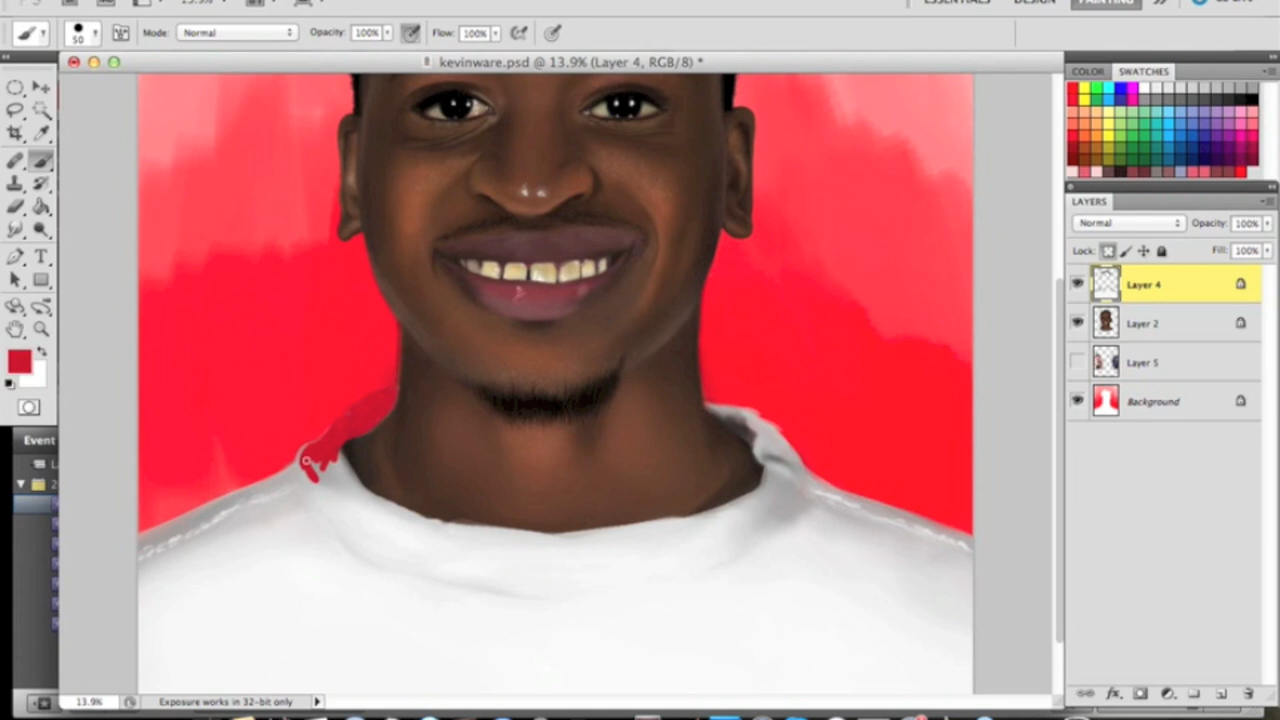 ESSENTIALS DESIGN PAINTING
50 Mode: Normal Opacity: 100% Flow: 100%
kevinware.psd @ 13.9% (Layer 4, RGB/8) *
COLOR SWATCHES
LAYERS
Normal Opacity: 100%
Lock: Fill: 100%
Layer 4
Layer 2
Layer 5
Background
Event
13.9% Exposure works in 32-bit only